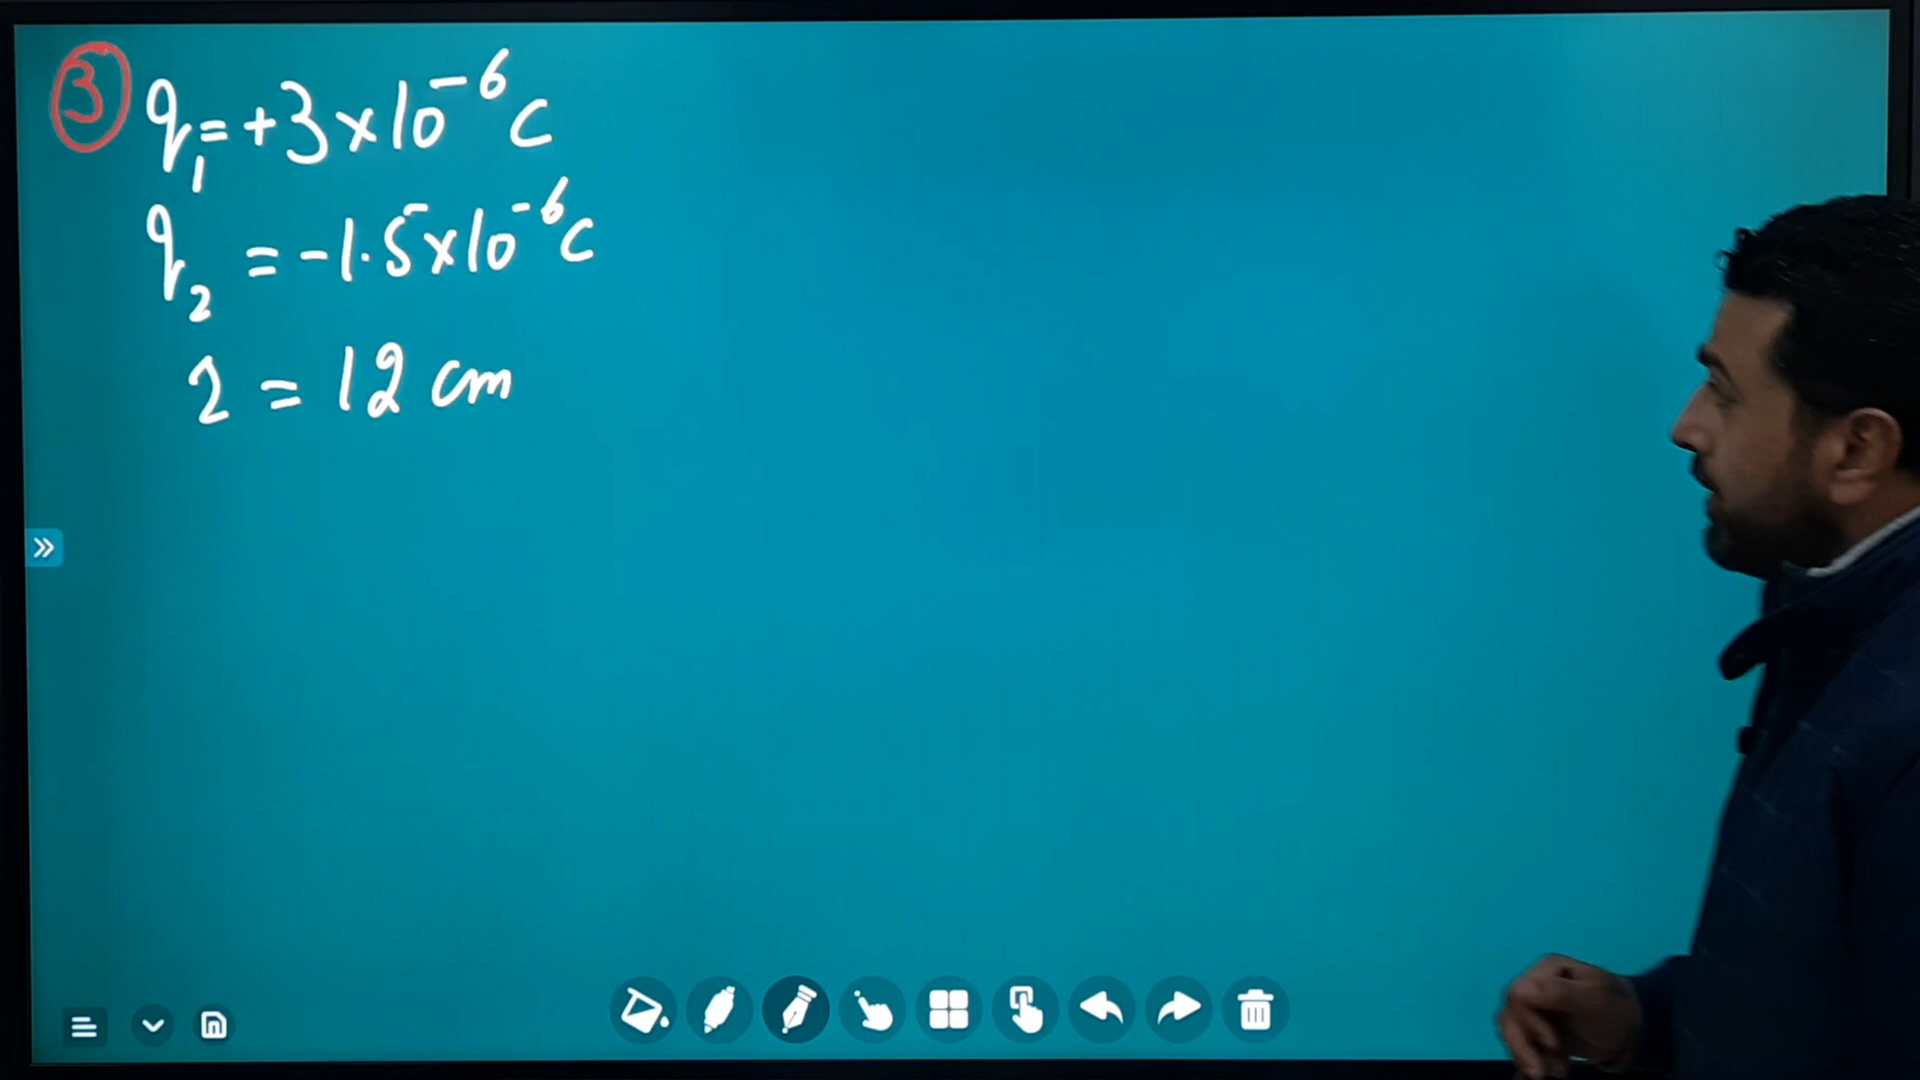 ③ q₁ = +3×10⁻⁶ C
q₂ = -1.5×10⁻⁶ C
r = 12 cm